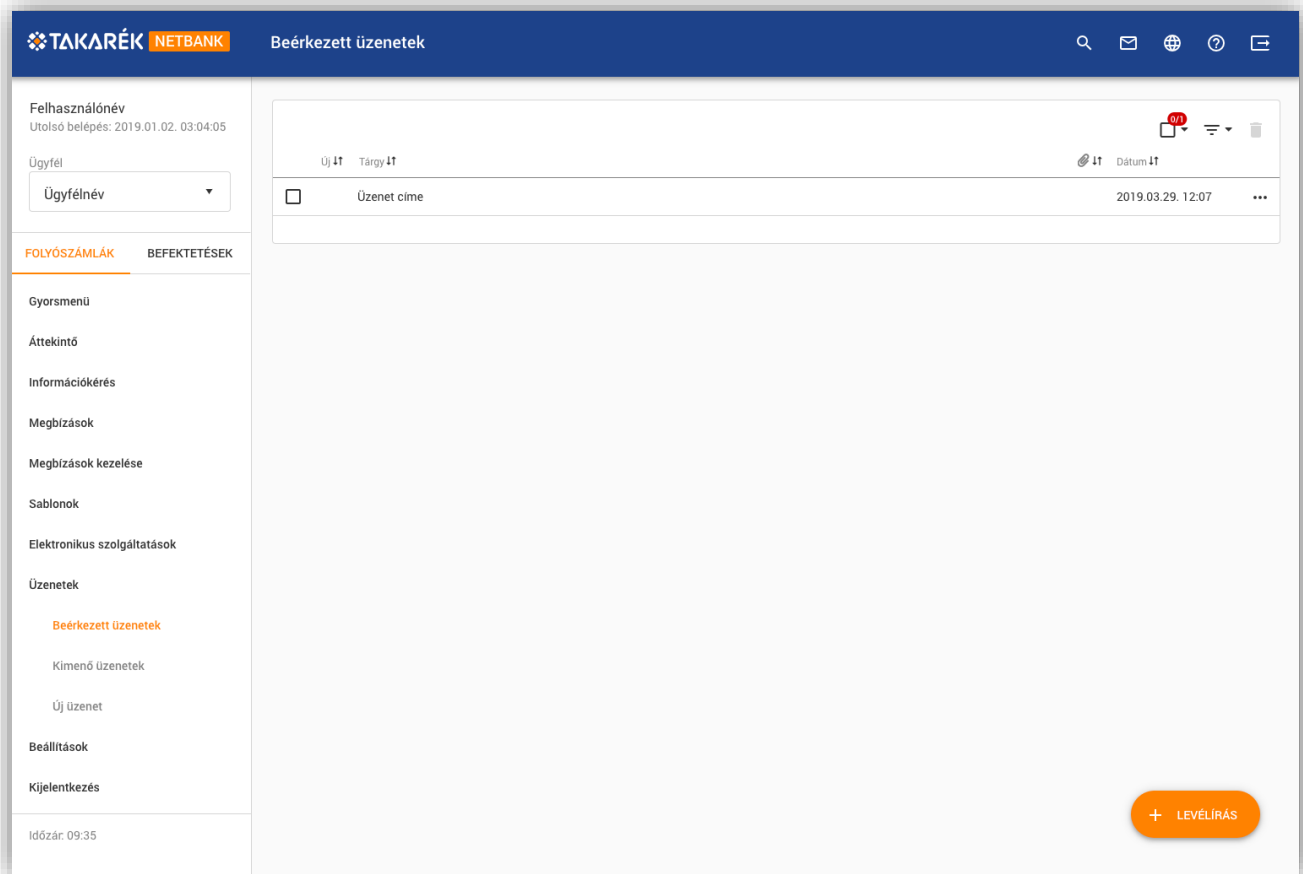 TAKARÉK NETBANK
Beérkezett üzenetek
Felhasználónév
Utolsó belépés: 2019.01.02. 03:04:05
Ügyfél
Ügyfélnév
FOLYÓSZÁMLÁK BEFEKTETÉSEK
Gyorsmenü
Áttekintő
Információkérés
Megbízások
Megbízások kezelése
Sablonok
Elektronikus szolgáltatások
Üzenetek
Beérkezett üzenetek
Kimenő üzenetek
Új üzenet
Beállítások
Kijelentkezés
Időzár: 09:35
0/1
Új Tárgy Dátum
Üzenet címe 2019.03.29. 12:07
+ LEVÉLÍRÁS